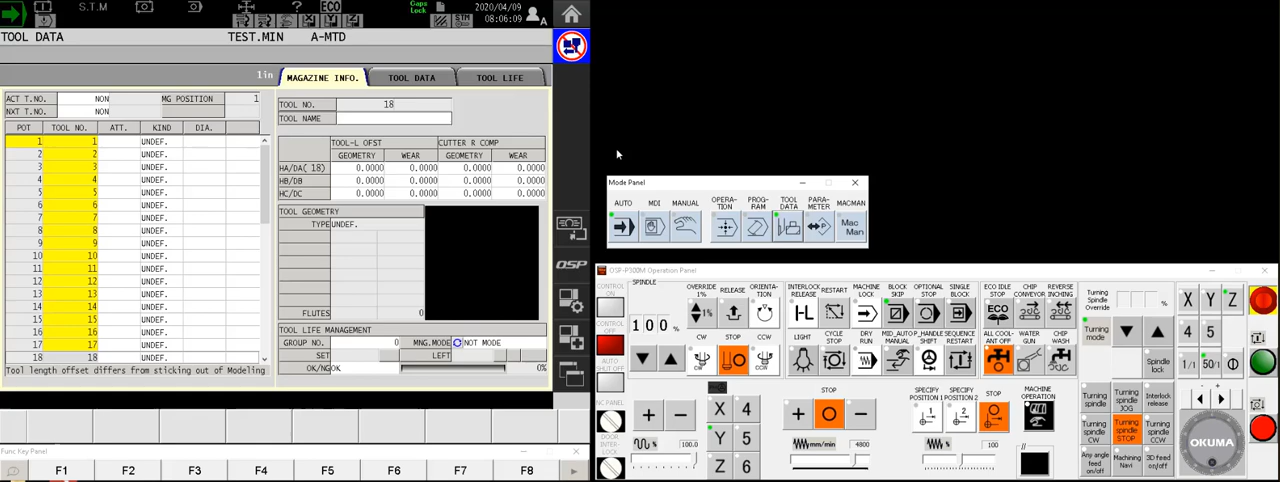 S.T.M
ECO
Gaps
Lock
2020/04/09
08:06:09
A
STM
TOOL DATA
TEST.MIN
A-MTD
1in
MAGAZINE INFO.
TOOL DATA
TOOL LIFE
ACT T.NO.
NON
MG POSITION
1
NXT T.NO.
NON
TOOL NO.
18
TOOL NAME
POT
TOOL NO.
ATT.
KIND
DIA.
1 1 UNDEF.
2 2 UNDEF.
3 3 UNDEF.
4 4 UNDEF.
5 5 UNDEF.
6 6 UNDEF.
7 7 UNDEF.
8 8 UNDEF.
9 9 UNDEF.
10 10 UNDEF.
11 11 UNDEF.
12 12 UNDEF.
13 13 UNDEF.
14 14 UNDEF.
15 15 UNDEF.
16 16 UNDEF.
17 17 UNDEF.
18 18 UNDEF.
Tool length offset differs from sticking out of Modeling
TOOL-L OFST
CUTTER R COMP
GEOMETRY
WEAR
GEOMETRY
WEAR
HA/DA( 18) 0.0000 0.0000 0.0000 0.0000
HB/DB 0.0000 0.0000 0.0000 0.0000
HC/DC 0.0000 0.0000 0.0000 0.0000
TOOL GEOMETRY
TYPE UNDEF.
FLUTES 0
TOOL LIFE MANAGEMENT
GROUP NO. 0
MNG.MODE
NOT MODE
SET
LEFT
OK/NG OK
0%
OSP
Func Key Panel
F1
F2
F3
F4
F5
F6
F7
F8
Mode Panel
AUTO
MDI
MANUAL
OPERA-
TION
PROG-
RAM
TOOL
DATA
PARA-
METER
MACMAN
Mac
Man
OSP-P300M Operation Panel
CONTROL
ON
CONTROL
OFF
AUTO
SHUT OFF
NC PANEL
DOOR
INTER-
LOCK
SPINDLE
100 %
OVERRIDE
1%
RELEASE
ORIENTA-
TION
1%
CW
STOP
CCW
INTERLOCK
RELEASE
RESTART
MACHINE
LOCK
BLOCK
SKIP
OPTIONAL
STOP
SINGLE
BLOCK
I-L
LIGHT
CYCLE
STOP
DRY
RUN
MID_AUTO
MANUAL
P_HANDLE
SHIFT
SEQUENCE
RESTART
ECO IDLE
STOP
CHIP
CONVEYOR
REVERSE
INCHING
ECO
ALL COOL-
ANT OFF
WATER
GUN
CHIP
WASH
Turning
Spindle
Override
%
Turning
mode
Spindle
lock
X
Y
Z
4
5
1/1
50/1
- +
X
Y
Z
4
5
6
%
100.0
STOP
mm/min
4800
SPECIFY
POSITION 1
SPECIFY
POSITION 2
STOP
1
2
%
100
MACHINE
OPERATION
//
Turning
spindle
Turning
spindle
JOG
Interlock
release
Turning
spindle
CW
Turning
spindle
STOP
Turning
spindle
CCW
Any angle
feed
on/off
Machining
Navi
3D feed
on/off
OKUMA